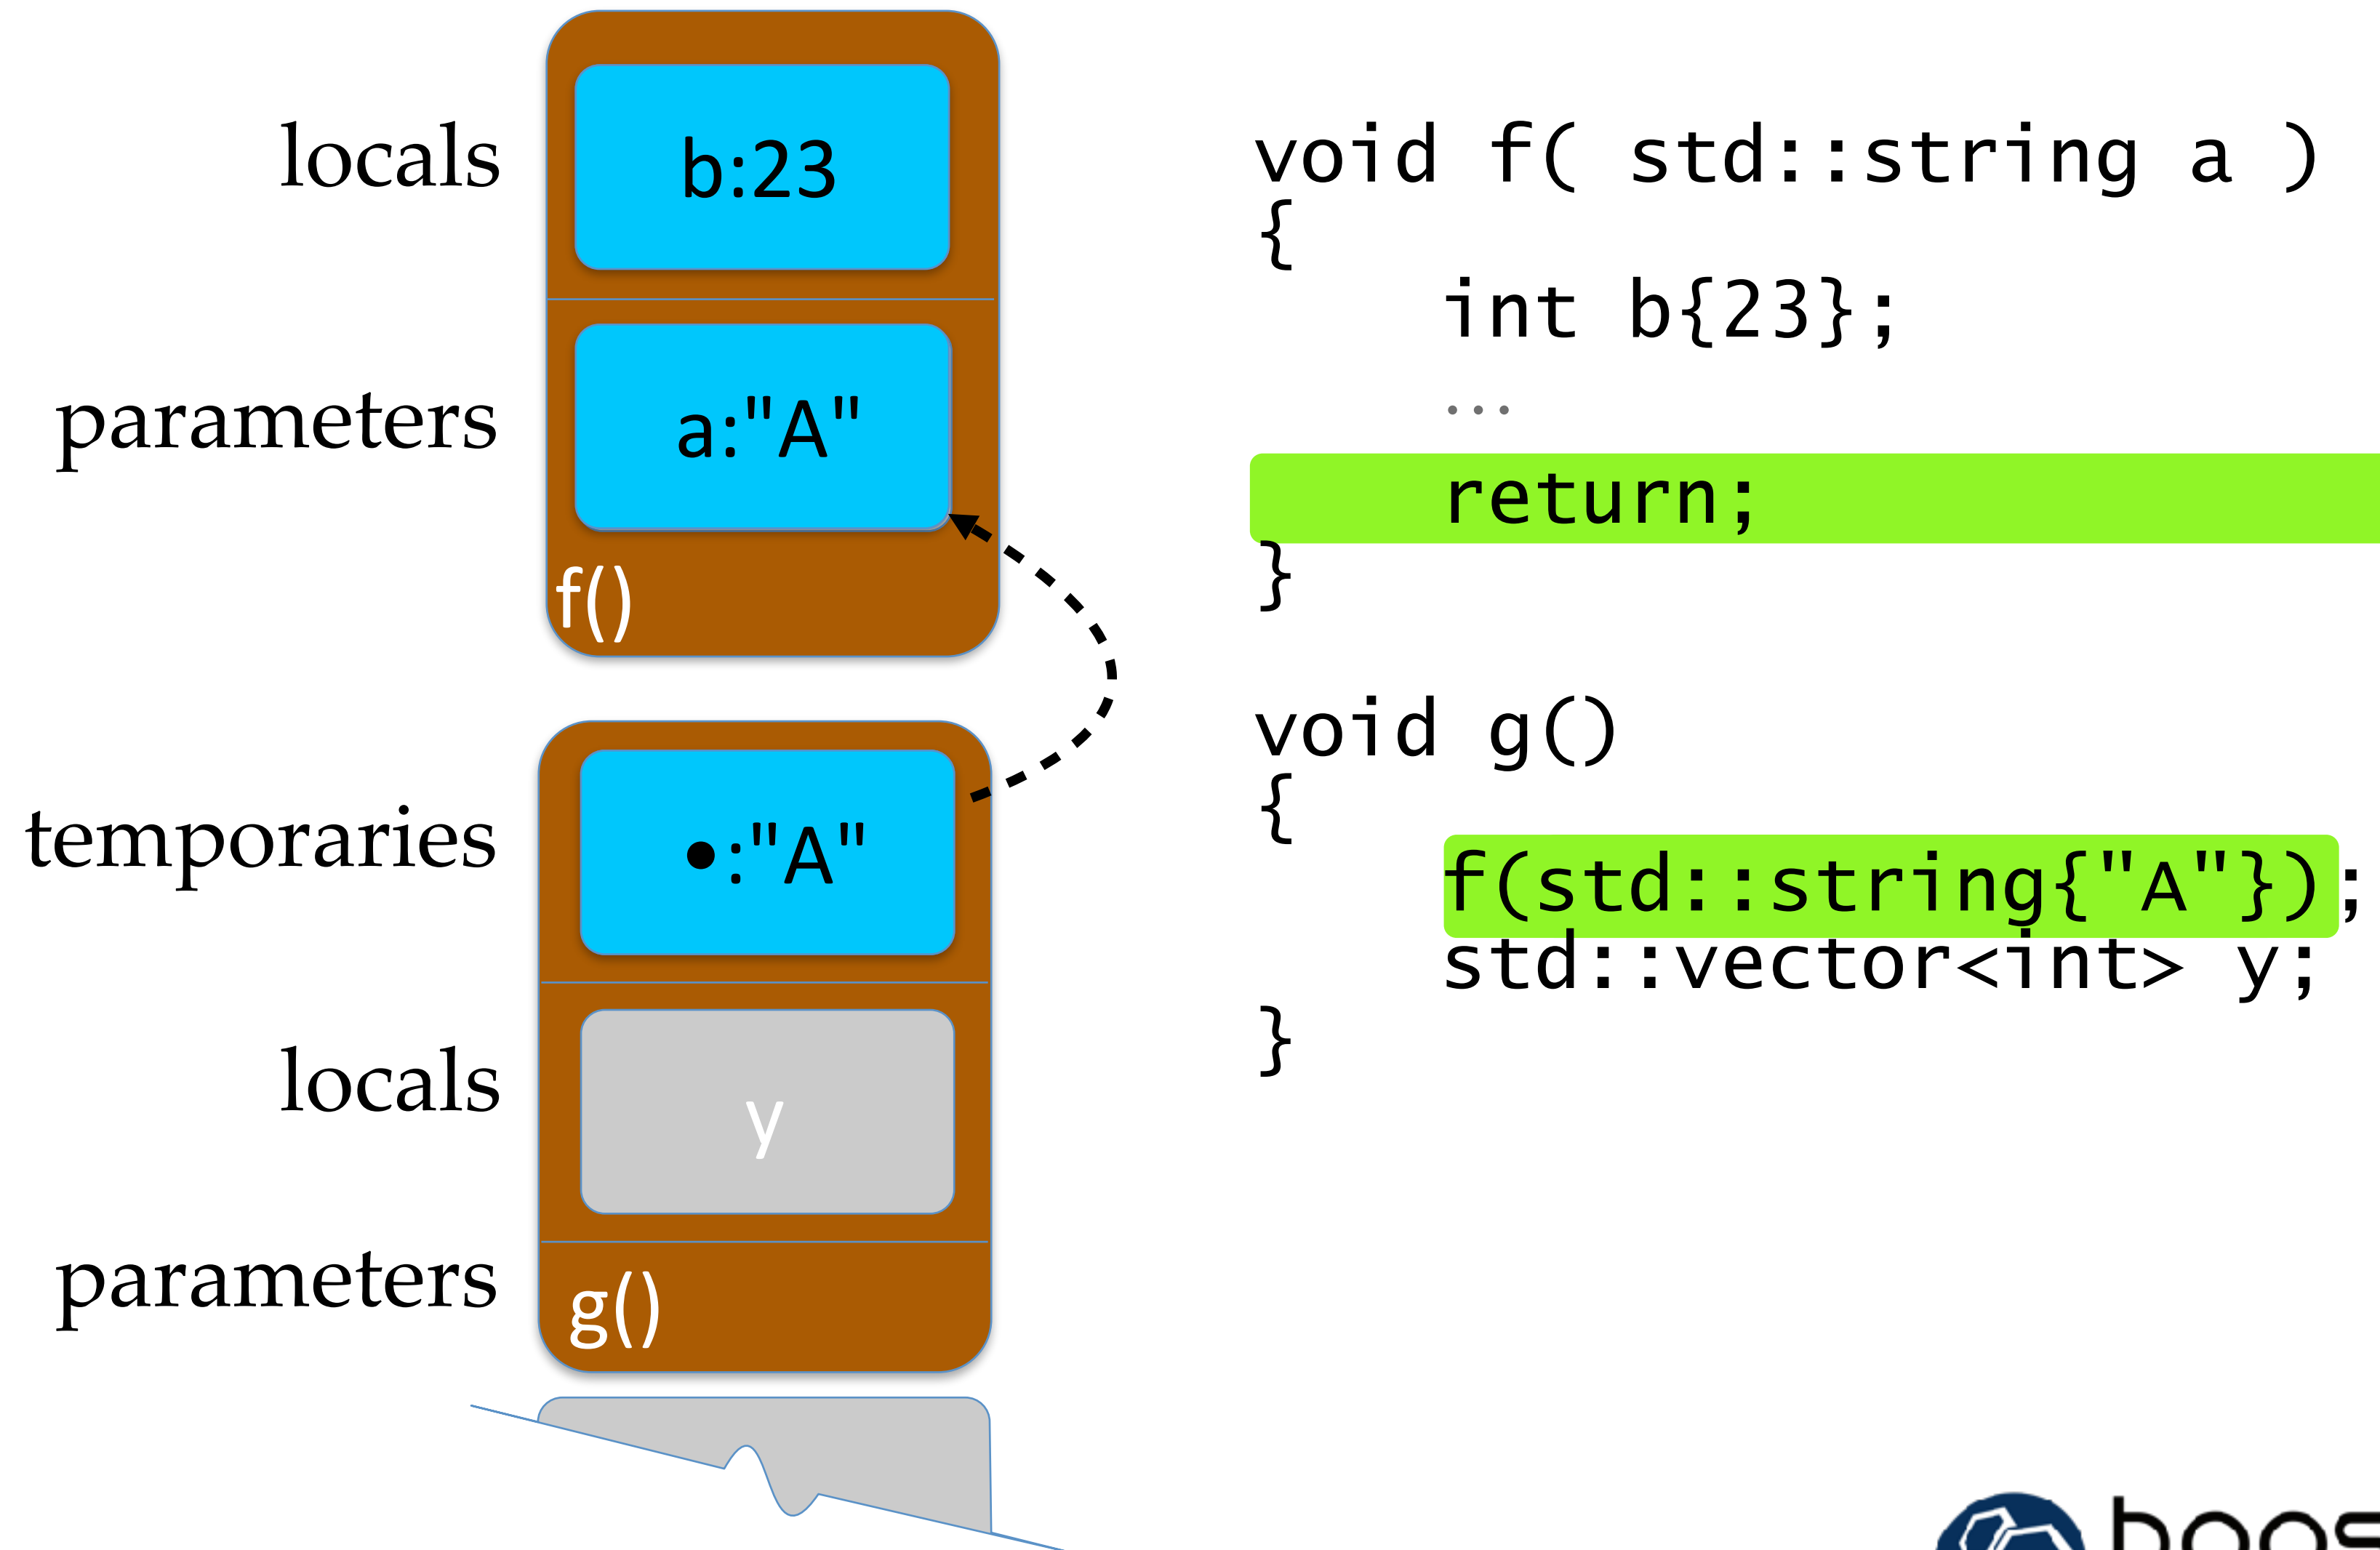 locals
b:23
parameters
a:"A"
f()
temporaries
•:"A"
locals
y
parameters
g()
void f( std::string a )
{
int b{23};
...
return;
}
void g()
{
f(std::string{"A"});
std::vector<int> y;
}